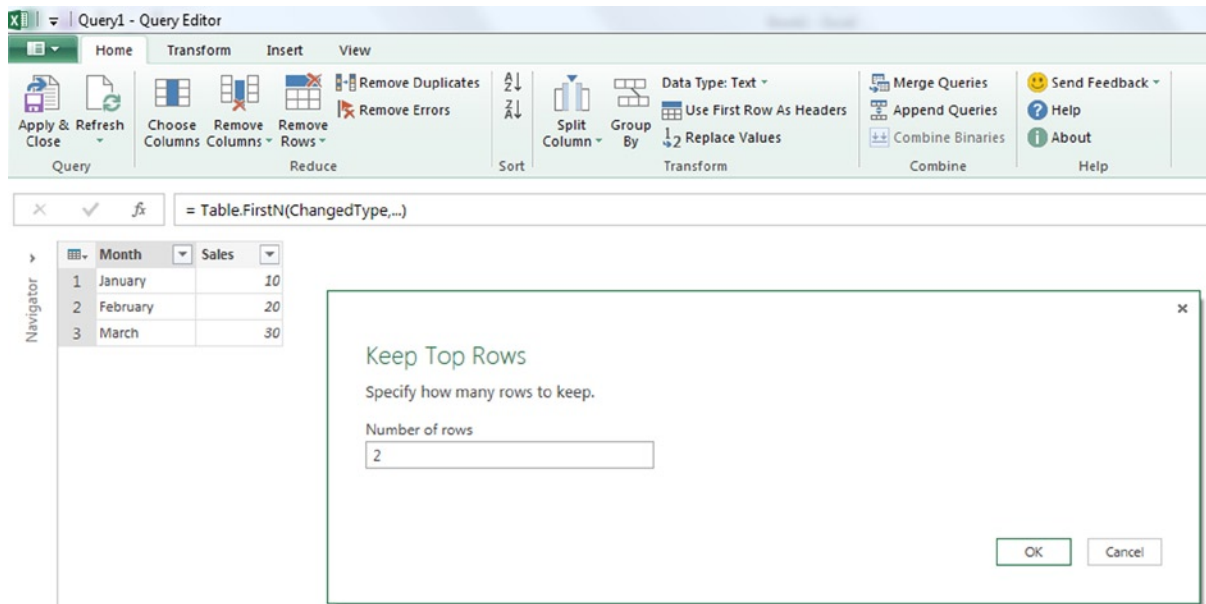 Query1 - Query Editor
Home Transform Insert View
Apply & Close
Refresh
Query
Choose Columns
Remove Columns
Remove Rows
Remove Duplicates
Remove Errors
Reduce
Sort
Split Column
Group By
Data Type: Text
Use First Row As Headers
Replace Values
Transform
Merge Queries
Append Queries
Combine Binaries
Combine
Send Feedback
Help
About
Help
= Table.FirstN(ChangedType,...)
Navigator
Month Sales
1 January 10
2 February 20
3 March 30
Keep Top Rows
Specify how many rows to keep.
Number of rows
2
OK Cancel